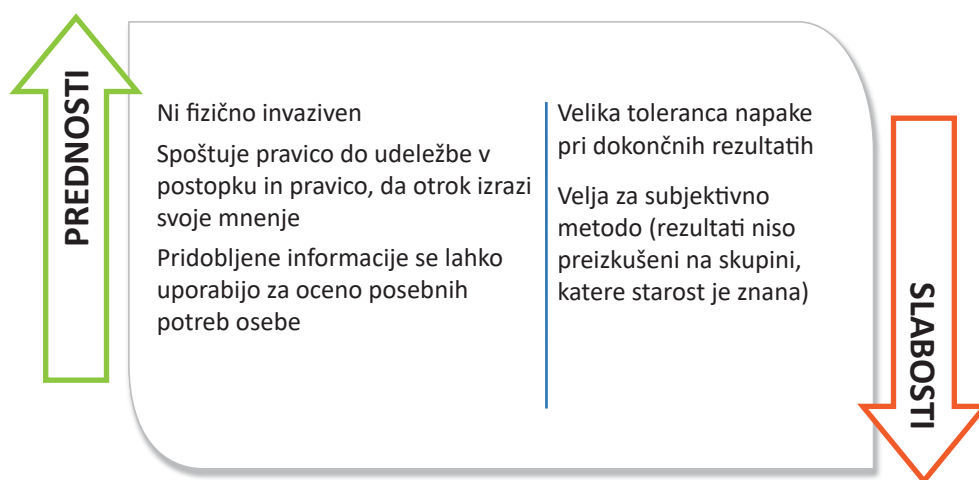 PREDNOSTI
Ni fizično invaziven
Spoštuje pravico do udeležbe v
postopku in pravico, da otrok izrazi
svoje mnenje
Pridobljene informacije se lahko
uporabijo za oceno posebnih
potreb osebe
Velika toleranca napake
pri dokončnih rezultatih
Velja za subjektivno
metodo (rezultati niso
preizkušeni na skupini,
katere starost je znana)
SLABOSTI